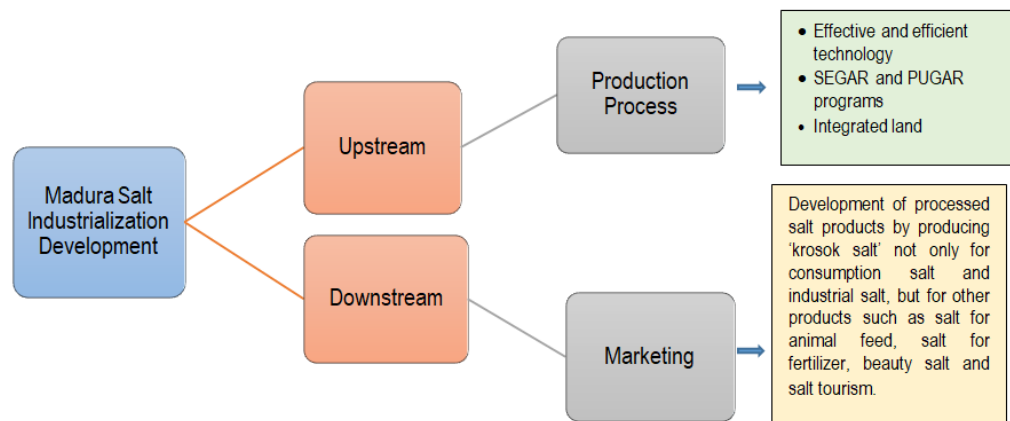 Madura Salt
Industrialization
Development
Upstream
Downstream
Production
Process
Marketing
• Effective and efficient
technology
• SEGAR and PUGAR
programs
• Integrated land
Development of processed
salt products by producing
‘krosok salt’ not only for
consumption salt and
industrial salt, but for other
products such as salt for
animal feed, salt for
fertilizer, beauty salt and
salt tourism.